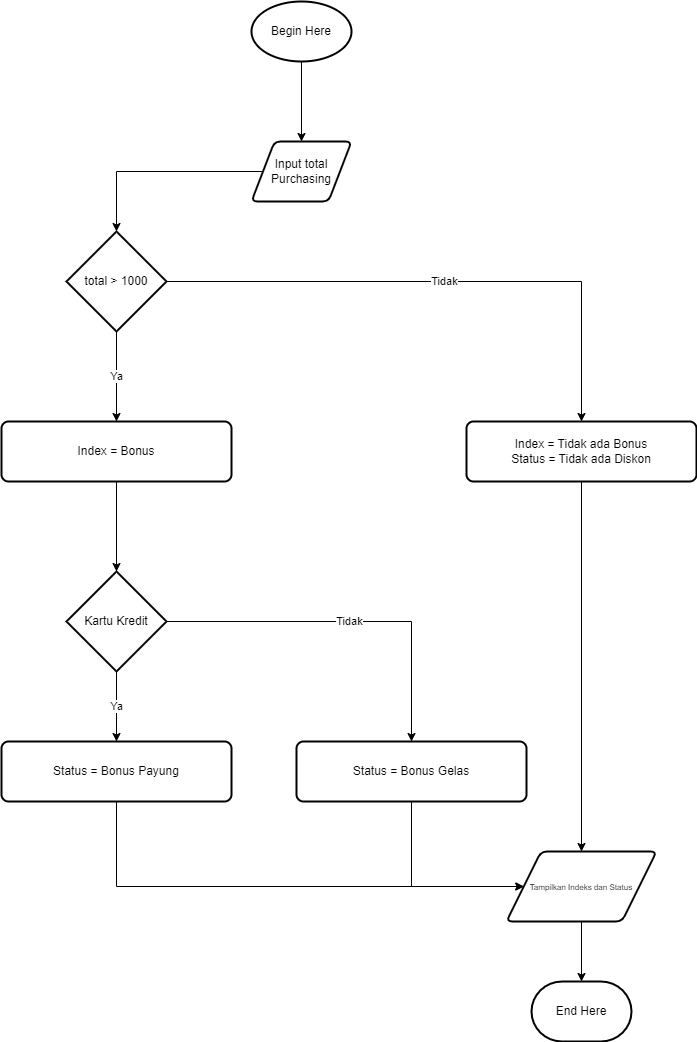 Begin Here
Input total
Purchasing
total > 1000
Tidak
Ya
Index = Bonus
Index = Tidak ada Bonus
Status = Tidak ada Diskon
Kartu Kredit
Tidak
Ya
Status = Bonus Payung
Status = Bonus Gelas
Tampilkan Indeks dan Status
End Here